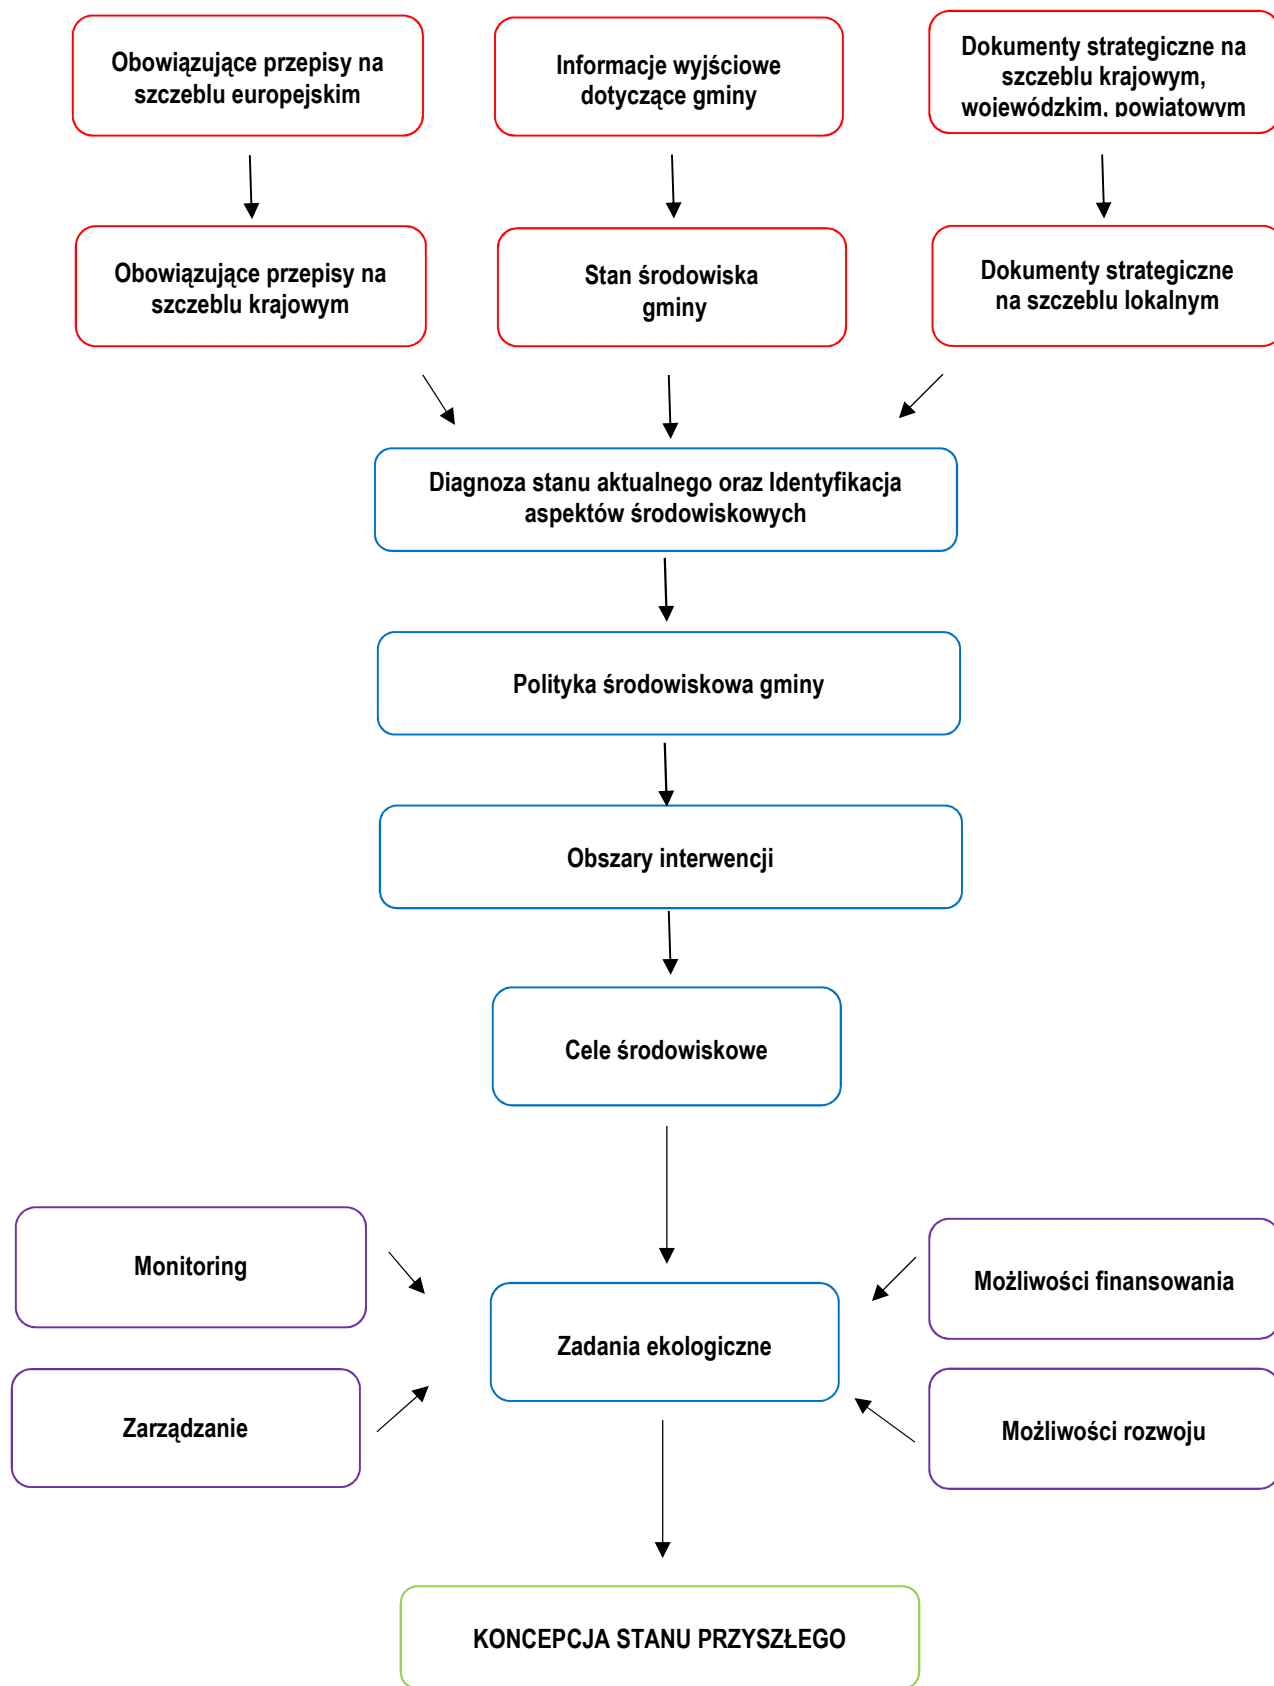 Obowiązujące przepisy na
szczeblu europejskim
Informacje wyjściowe
dotyczące gminy
Dokumenty strategiczne na
szczeblu krajowym,
wojewódzkim, powiatowym
Obowiązujące przepisy na
szczeblu krajowym
Stan środowiska
gminy
Dokumenty strategiczne
na szczeblu lokalnym
Diagnoza stanu aktualnego oraz Identyfikacja
aspektów środowiskowych
Polityka środowiskowa gminy
Obszary interwencji
Cele środowiskowe
Monitoring
Możliwości finansowania
Zadania ekologiczne
Zarządzanie
Możliwości rozwoju
KONCEPCJA STANU PRZYSZŁEGO